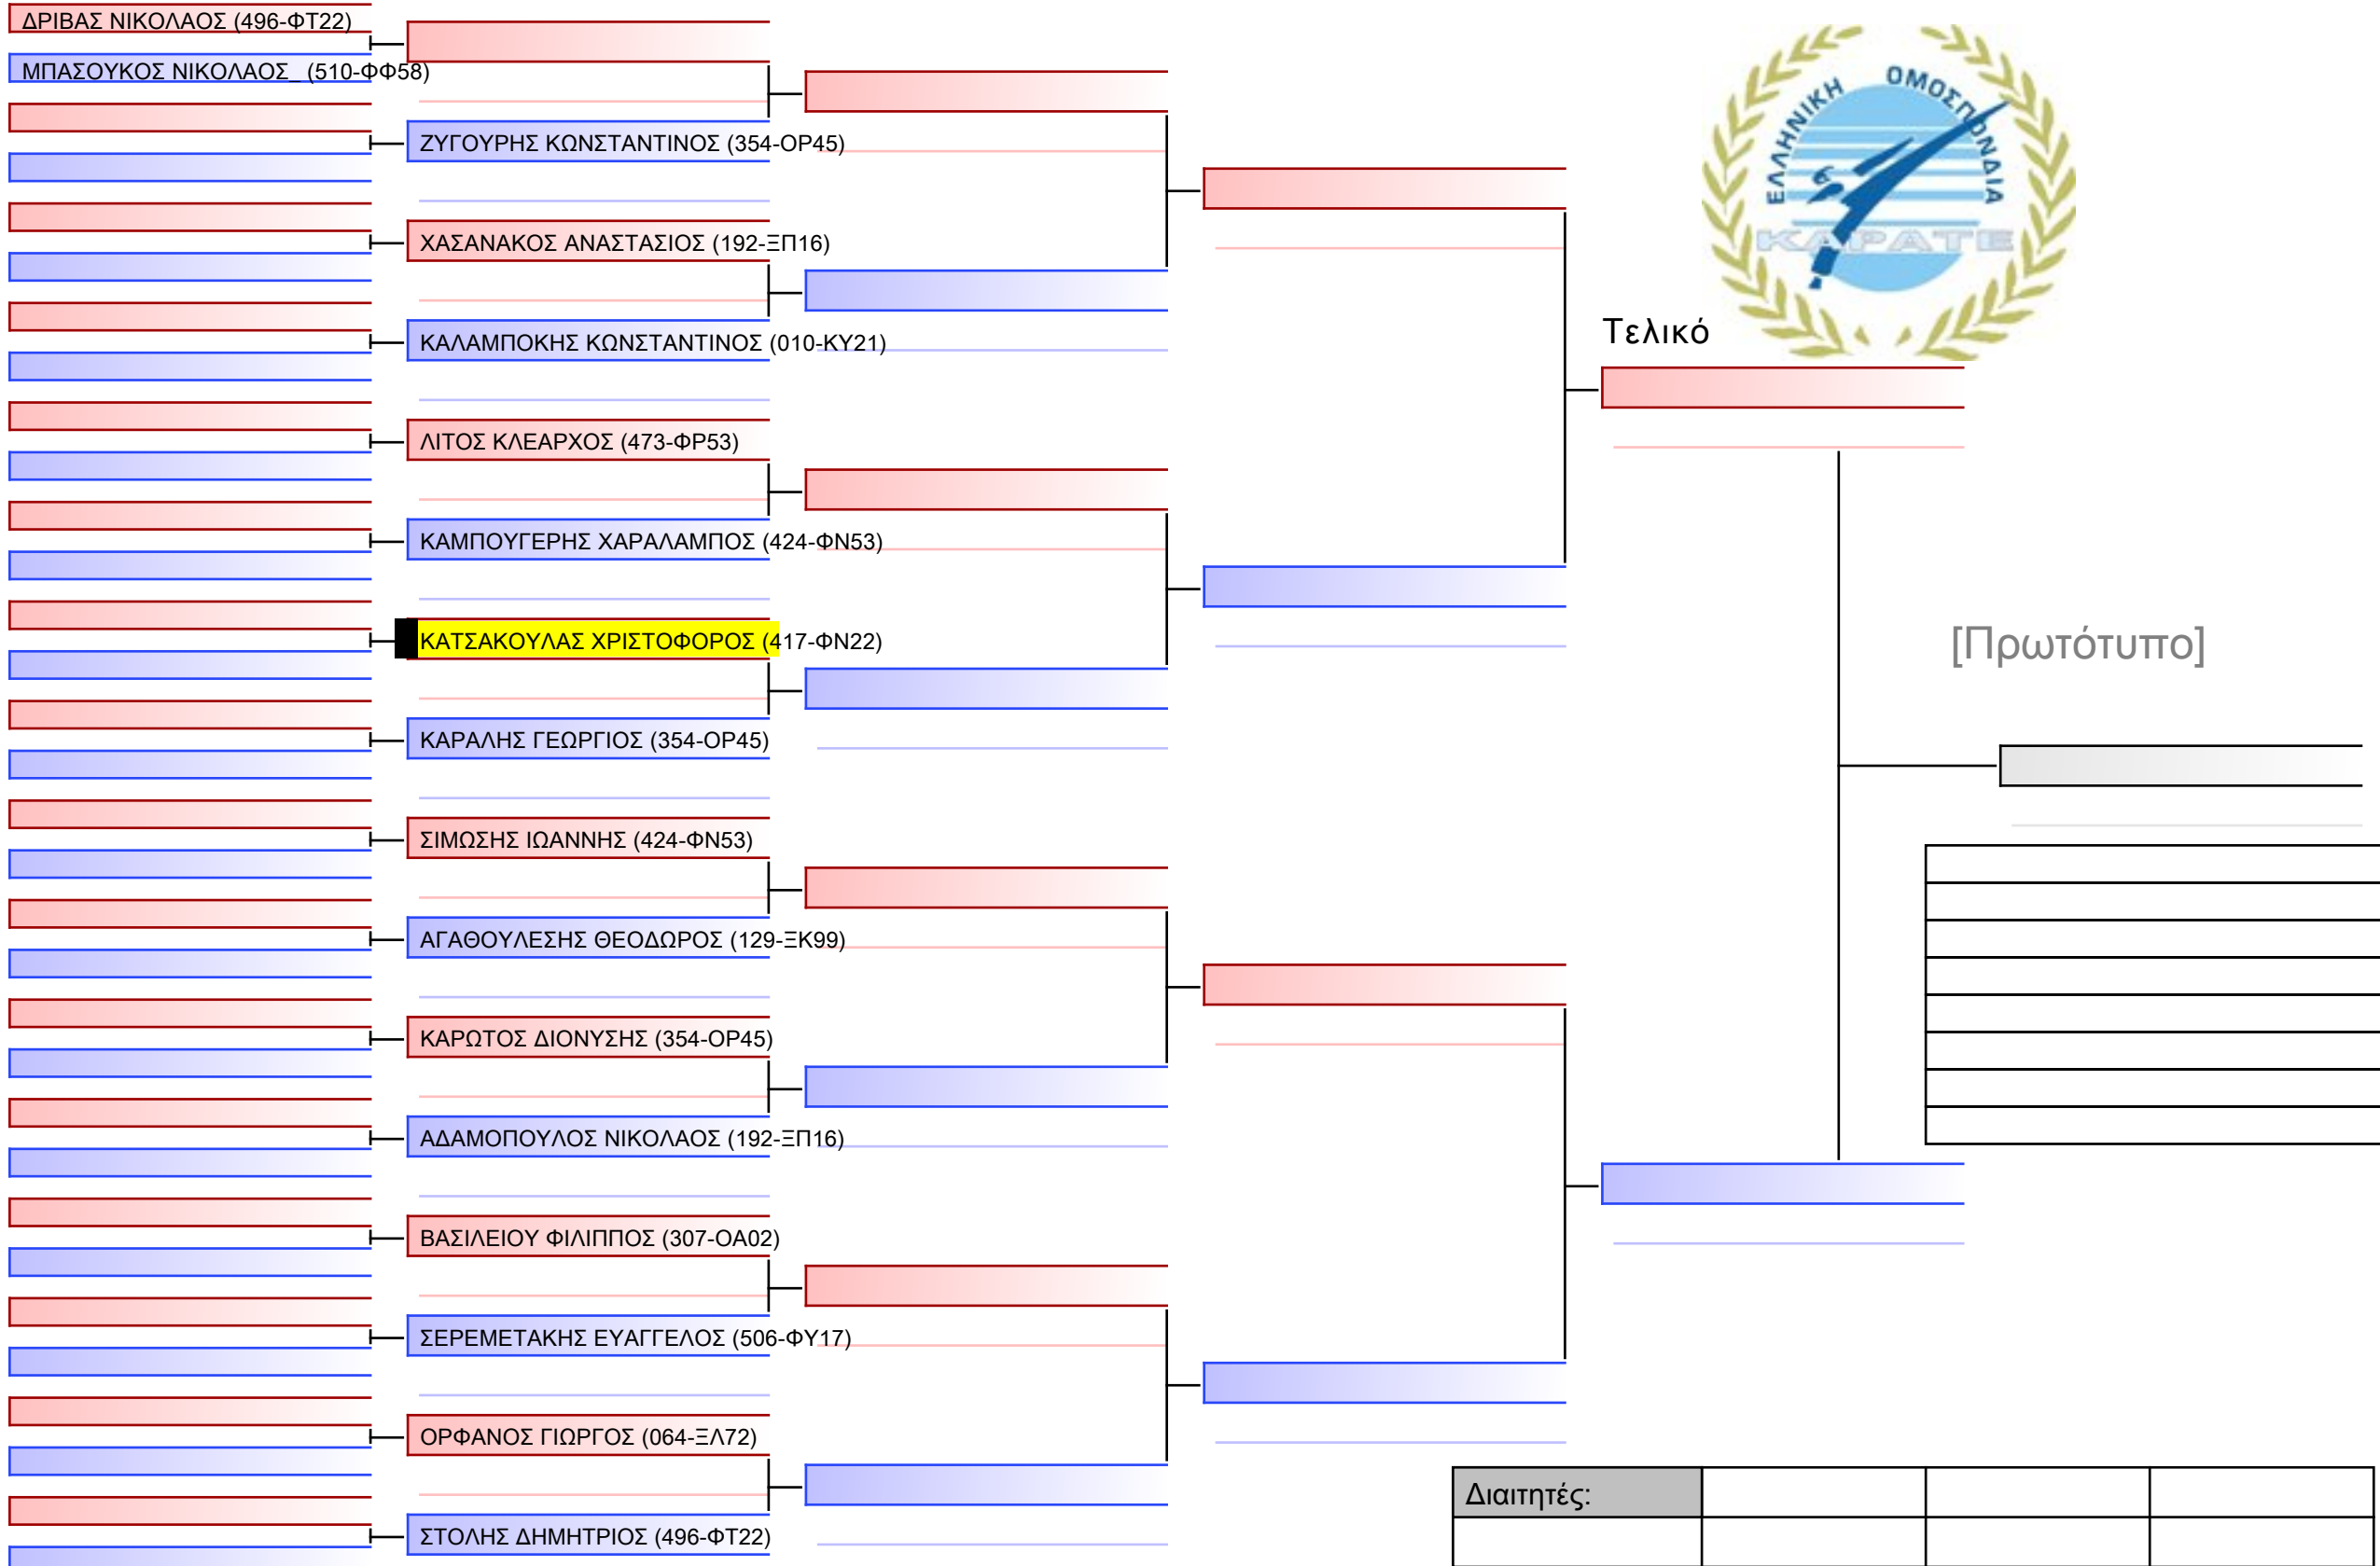 ΔΡΙΒΑΣ ΝΙΚΟΛΑΟΣ (496-ΦΤ22)
ΜΠΑΣΟΥΚΟΣ ΝΙΚΟΛΑΟΣ_ (510-ΦΦ58)
ΖΥΓΟΥΡΗΣ ΚΩΝΣΤΑΝΤΙΝΟΣ (354-ΟΡ45)
ΧΑΣΑΝΑΚΟΣ ΑΝΑΣΤΑΣΙΟΣ (192-ΞΠ16)
ΚΑΛΑΜΠΟΚΗΣ ΚΩΝΣΤΑΝΤΙΝΟΣ (010-ΚΥ21)
ΛΙΤΟΣ ΚΛΕΑΡΧΟΣ (473-ΦΡ53)
ΚΑΜΠΟΥΓΕΡΗΣ ΧΑΡΑΛΑΜΠΟΣ (424-ΦΝ53)
ΚΑΤΣΑΚΟΥΛΑΣ ΧΡΙΣΤΟΦΟΡΟΣ (417-ΦΝ22)
ΚΑΡΑΛΗΣ ΓΕΩΡΓΙΟΣ (354-ΟΡ45)
ΣΙΜΩΣΗΣ ΙΩΑΝΝΗΣ (424-ΦΝ53)
ΑΓΑΘΟΥΛΕΣΗΣ ΘΕΟΔΩΡΟΣ (129-ΞΚ99)
ΚΑΡΩΤΟΣ ΔΙΟΝΥΣΗΣ (354-ΟΡ45)
ΑΔΑΜΟΠΟΥΛΟΣ ΝΙΚΟΛΑΟΣ (192-ΞΠ16)
ΒΑΣΙΛΕΙΟΥ ΦΙΛΙΠΠΟΣ (307-ΟΑ02)
ΣΕΡΕΜΕΤΑΚΗΣ ΕΥΑΓΓΕΛΟΣ (506-ΦΥ17)
ΟΡΦΑΝΟΣ ΓΙΩΡΓΟΣ (064-ΞΛ72)
ΣΤΟΛΗΣ ΔΗΜΗΤΡΙΟΣ (496-ΦΤ22)
ΕΛΛΗΝΙΚΗ ΟΜΟΣΠΟΝΔΙΑ
ΚΑΡΑΤΕ
Τελικό
[Πρωτότυπο]
Διαιτητές: